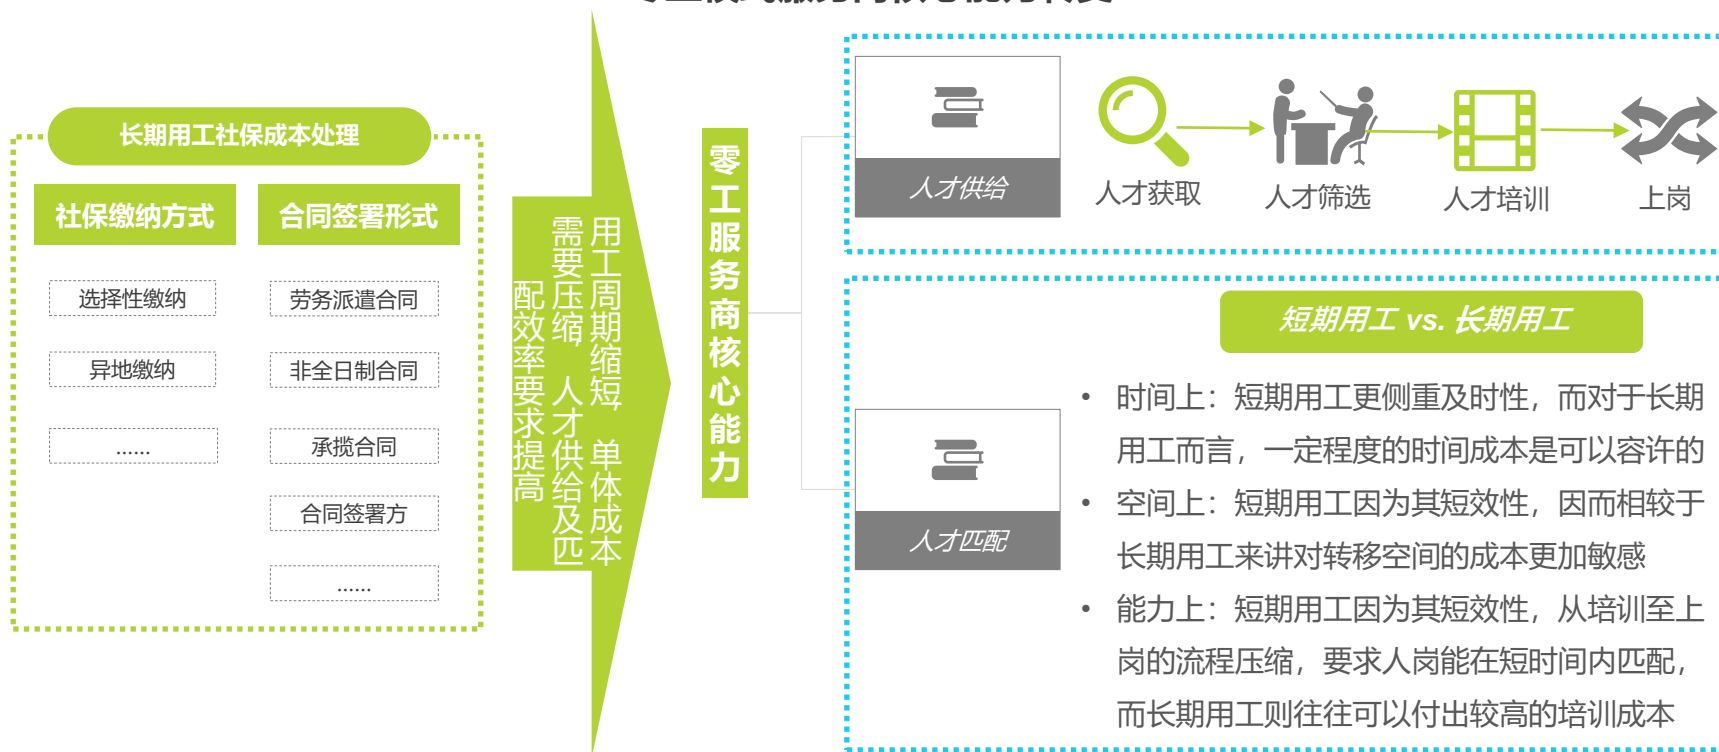 长期用工社保成本处理
社保缴纳方式
合同签署形式
选择性缴纳
异地缴纳
......
劳务派遣合同
非全日制合同
承揽合同
合同签署方
......
用工周期缩短，单体成本
需要压缩，人才供给及匹
配效率要求提高
零工服务商核心能力
人才供给
人才获取
人才筛选
人才培训
上岗
人才匹配
短期用工 vs. 长期用工
• 时间上：短期用工更侧重及时性，而对于长期
用工而言，一定程度的时间成本是可以容许的
• 空间上：短期用工因为其短效性，因而相较于
长期用工来讲对转移空间的成本更加敏感
• 能力上：短期用工因为其短效性，从培训至上
岗的流程压缩，要求人岗能在短时间内匹配，
而长期用工则往往可以付出较高的培训成本